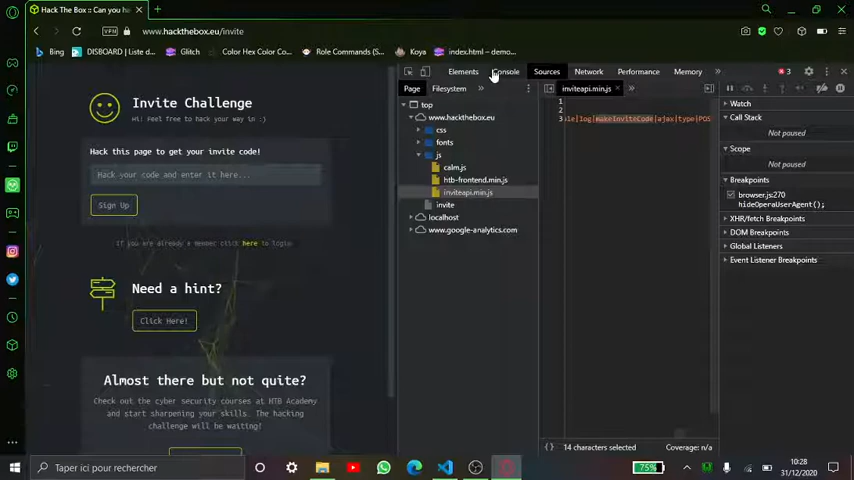 Hack The Box :: Can you ha
www.hackthebox.eu/invite
Bing
DISBOARD | Liste d...
Glitch
Color Hex Color Co...
Role Commands (S...
Koya
index.html – demo...
Elements
Console
Sources
Network
Performance
Memory
3
Page
Filesystem
top
www.hackthebox.eu
css
fonts
js
calm.js
htb-frontend.min.js
inviteapi.min.js
invite
localhost
www.google-analytics.com
inviteapi.min.js
1
2
3
le|log|makeInviteCode|ajax|type|POS
14 characters selected
Coverage: n/a
Watch
Call Stack
Not paused
Scope
Not paused
Breakpoints
browser.js:270
hideOperaUserAgent();
XHR/fetch Breakpoints
DOM Breakpoints
Global Listeners
Event Listener Breakpoints
Invite Challenge
Hi! Feel free to hack your way in :)
Hack this page to get your invite code!
Hack your code and enter it here...
Sign Up
If you are already a member click here to login
Need a hint?
Click Here!
Almost there but not quite?
Check out the cyber security courses at HTB Academy
and start sharpening your skills. The hacking
challenge will be waiting!
Taper ici pour rechercher
75%
10:28
31/12/2020